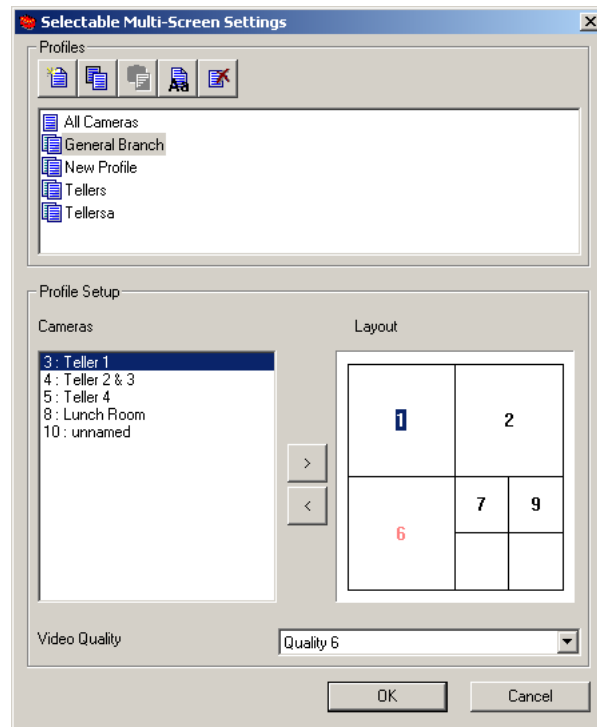 Selectable Multi-Screen Settings
Profiles
Aa
All Cameras
General Branch
New Profile
Tellers
Tellersa
Profile Setup
Cameras
Layout
3 : Teller 1
4 : Teller 2 & 3
5 : Teller 4
8 : Lunch Room
10 : unnamed
>
<
1
2
7
9
6
Video Quality
Quality 6
OK
Cancel